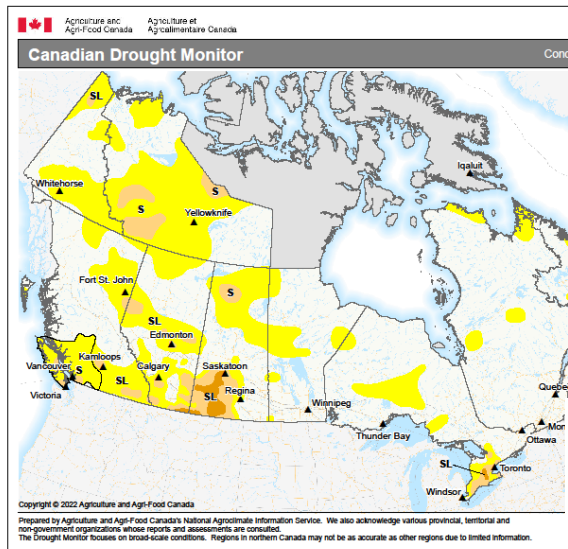 Agriculture and Agriculture et
Agri-Food Canada Agroalimentaire Canada
Canadian Drought Monitor Conc
SL
Iqaluit
Whitehorse
S
S
Yellowknife
Fort St. John
S
SL
Edmonton
Vancouver
Kamloops
Calgary
Saskatoon
S
SL
SL
Regina
Victoria
Winnipeg
Quebe
Thunder Bay
Mon
Ottawa
SL
Toronto
Windsor
Copyright © 2022 Agriculture and Agri-Food Canada
Prepared by Agriculture and Agri-Food Canada's National Agroclimate Information Service. We also acknowledge various provincial, territorial and
non-government organizations whose reports and assessments are consulted.
The Drought Monitor focuses on broad-scale conditions. Regions in northern Canada may not be as accurate as other regions due to limited information.